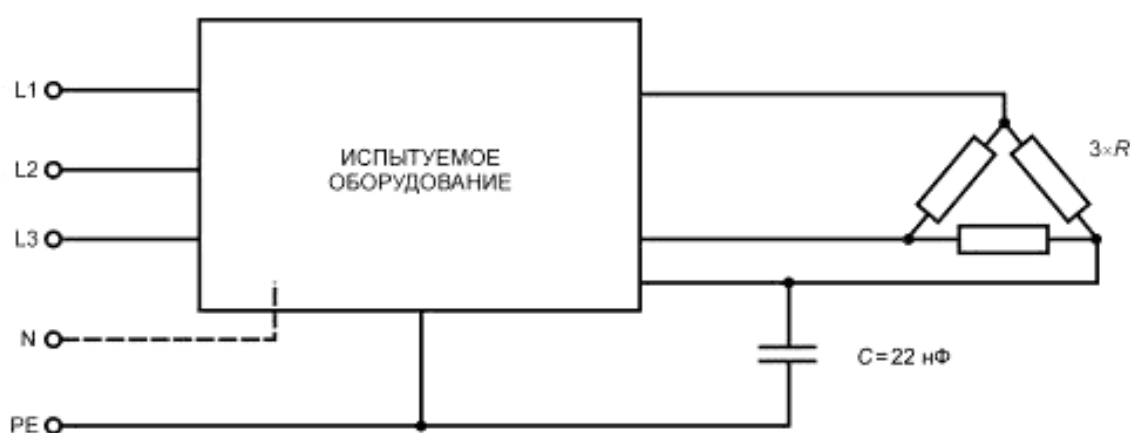 L1
L2
L3
N
PE
ИСПЫТУЕМОЕ
ОБОРУДОВАНИЕ
3×R
C = 22 нФ